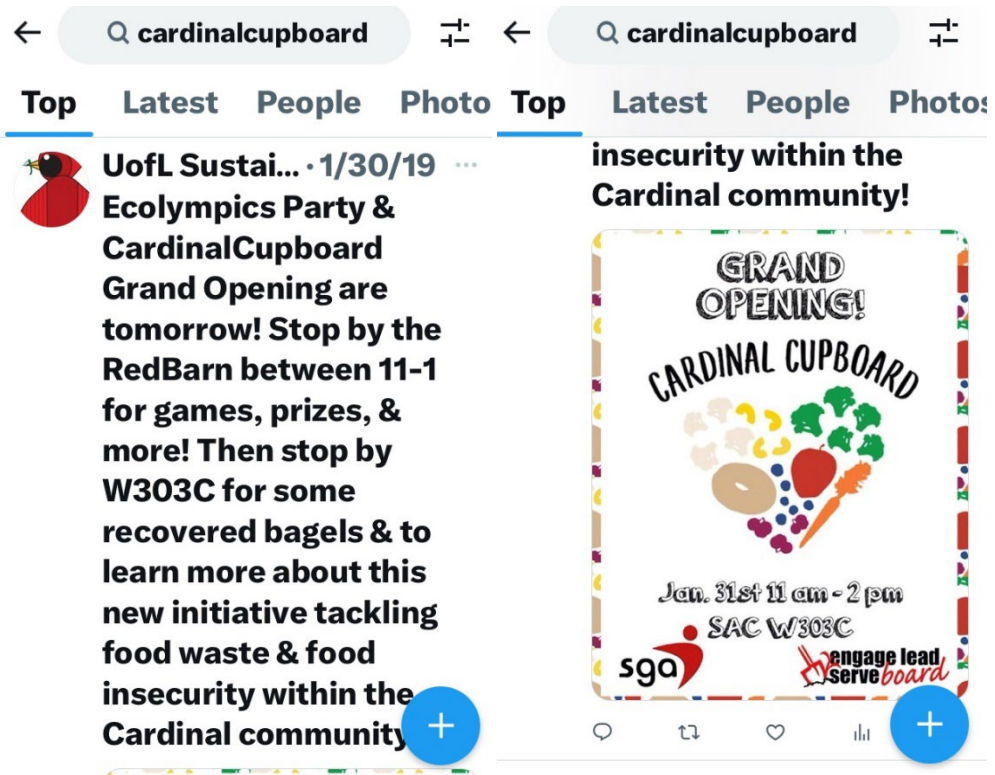 cardinalcupboard
Top Latest People Photo
UofL Sustai... · 1/30/19 ...
Ecolympics Party &
CardinalCupboard
Grand Opening are
tomorrow! Stop by the
RedBarn between 11-1
for games, prizes, &
more! Then stop by
W303C for some
recovered bagels & to
learn more about this
new initiative tackling
food waste & food
insecurity within the
Cardinal community
cardinalcupboard
Top Latest People Photos
insecurity within the
Cardinal community!
GRAND
OPENING!
CARDINAL CUPBOARD
Jan. 31st 11 am - 2 pm
SAC W303C
sga
engage lead
serve board